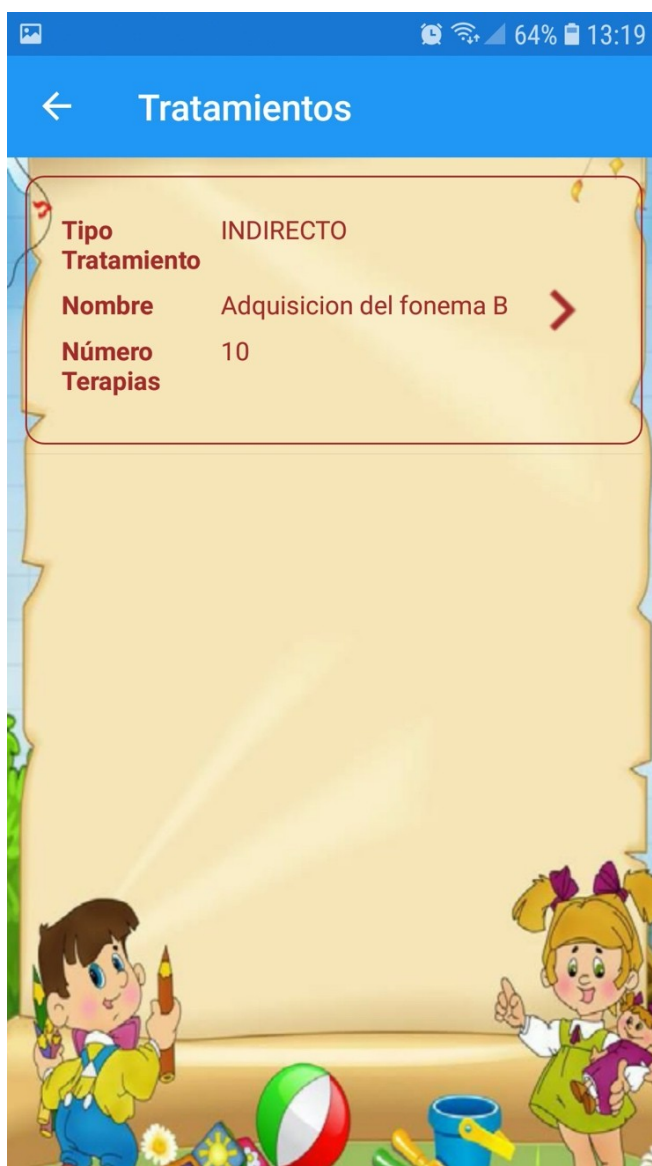 64% 13:19
Tratamientos
Tipo INDIRECTO
Tratamiento
Nombre Adquisicion del fonema B
Número 10
Terapias